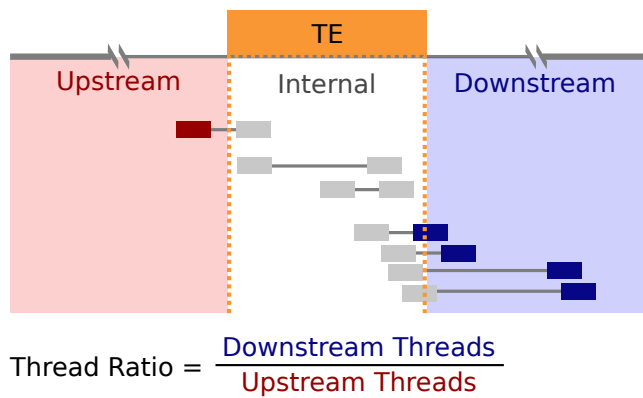 TE
Upstream
Internal
Downstream
Thread Ratio = Downstream Threads
Upstream Threads